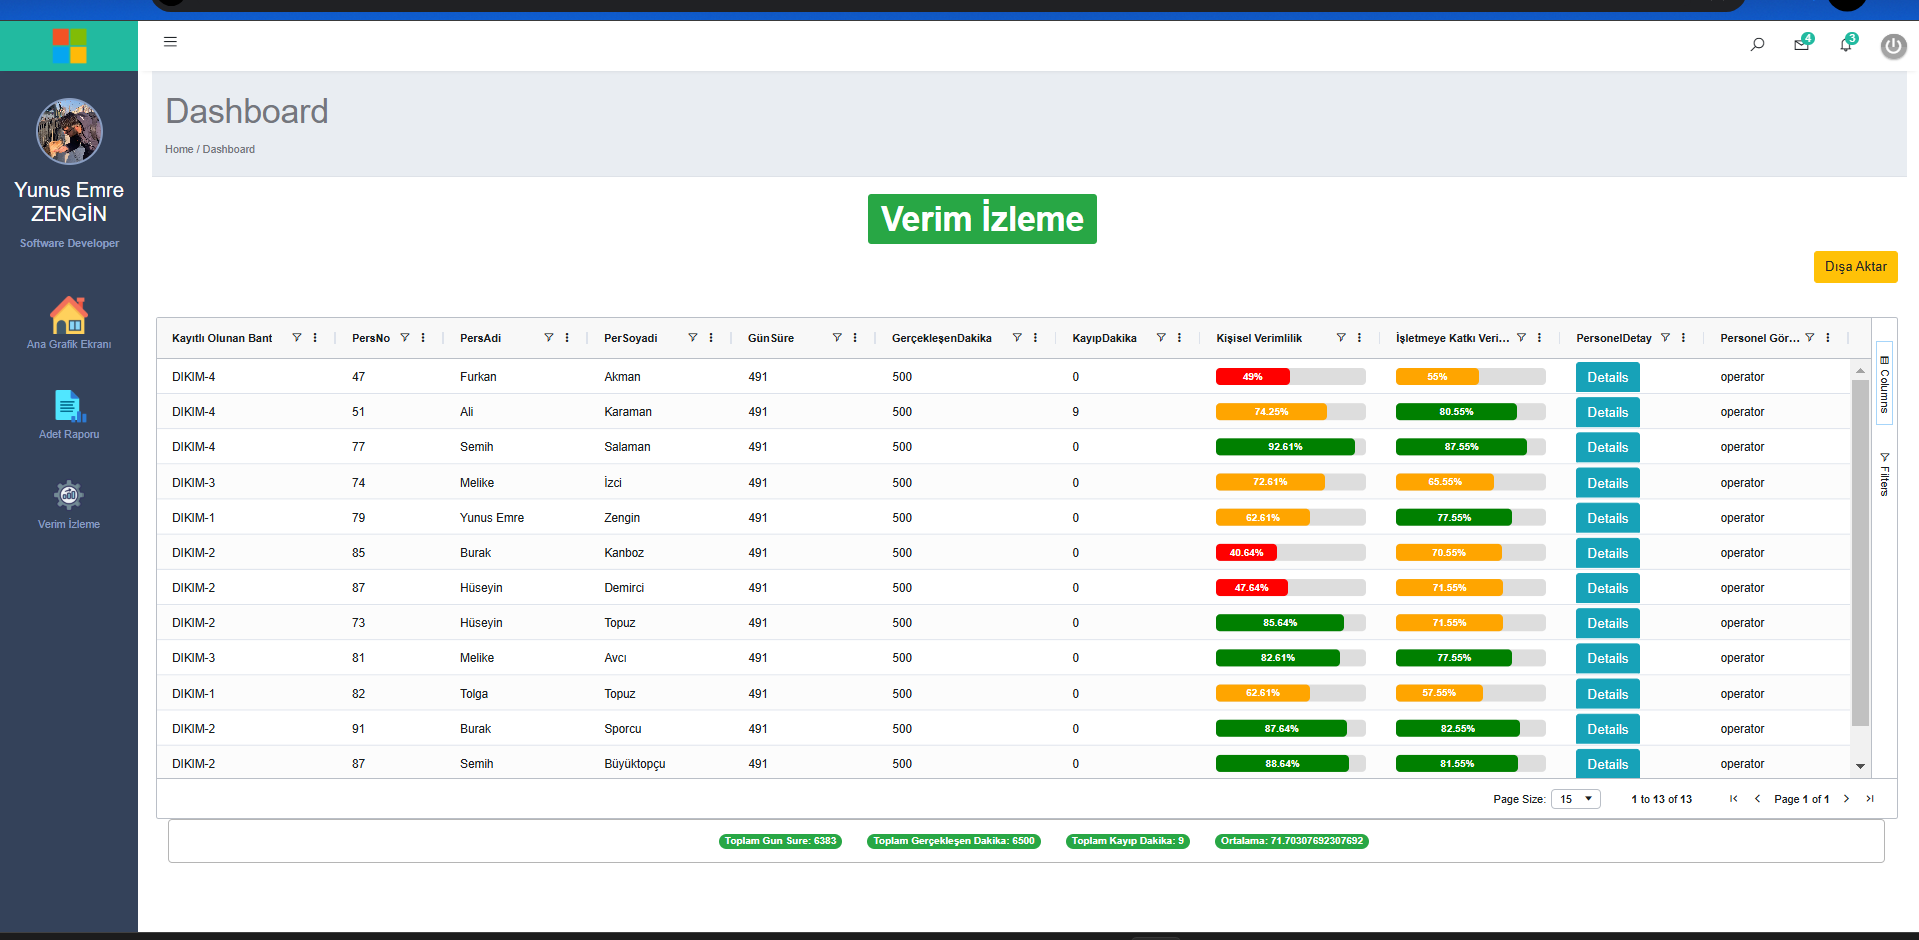 4
3
Dashboard
Home / Dashboard
Yunus Emre
ZENGİN
Software Developer
Ana Grafik Ekranı
Adet Raporu
Verim İzleme
Verim İzleme
Dışa Aktar
Kayıtlı Olunan Bant PersNo PersAdi PerSoyadi GünSüre GerçekleşenDakika KayıpDakika Kişisel Verimlilik İşletmeye Katkı Veri... PersonelDetay Personel Gör...
DIKIM-4 47 Furkan Akman 491 500 0 49% 55% Details operator
DIKIM-4 51 Ali Karaman 491 500 9 74.25% 80.55% Details operator
DIKIM-4 77 Semih Salaman 491 500 0 92.61% 87.55% Details operator
DIKIM-3 74 Melike İzci 491 500 0 72.61% 65.55% Details operator
DIKIM-1 79 Yunus Emre Zengin 491 500 0 62.61% 77.55% Details operator
DIKIM-2 85 Burak Kanboz 491 500 0 40.64% 70.55% Details operator
DIKIM-2 87 Hüseyin Demirci 491 500 0 47.64% 71.55% Details operator
DIKIM-2 73 Hüseyin Topuz 491 500 0 85.64% 71.55% Details operator
DIKIM-3 81 Melike Avcı 491 500 0 82.61% 77.55% Details operator
DIKIM-1 82 Tolga Topuz 491 500 0 62.61% 57.55% Details operator
DIKIM-2 91 Burak Sporcu 491 500 0 87.64% 82.55% Details operator
DIKIM-2 87 Semih Büyüktopçu 491 500 0 88.64% 81.55% Details operator
Columns
Filters
Page Size: 15 1 to 13 of 13 Page 1 of 1
Toplam Gun Sure: 6383 Toplam Gerçekleşen Dakika: 6500 Toplam Kayıp Dakika: 9 Ortalama: 71.70307692307692